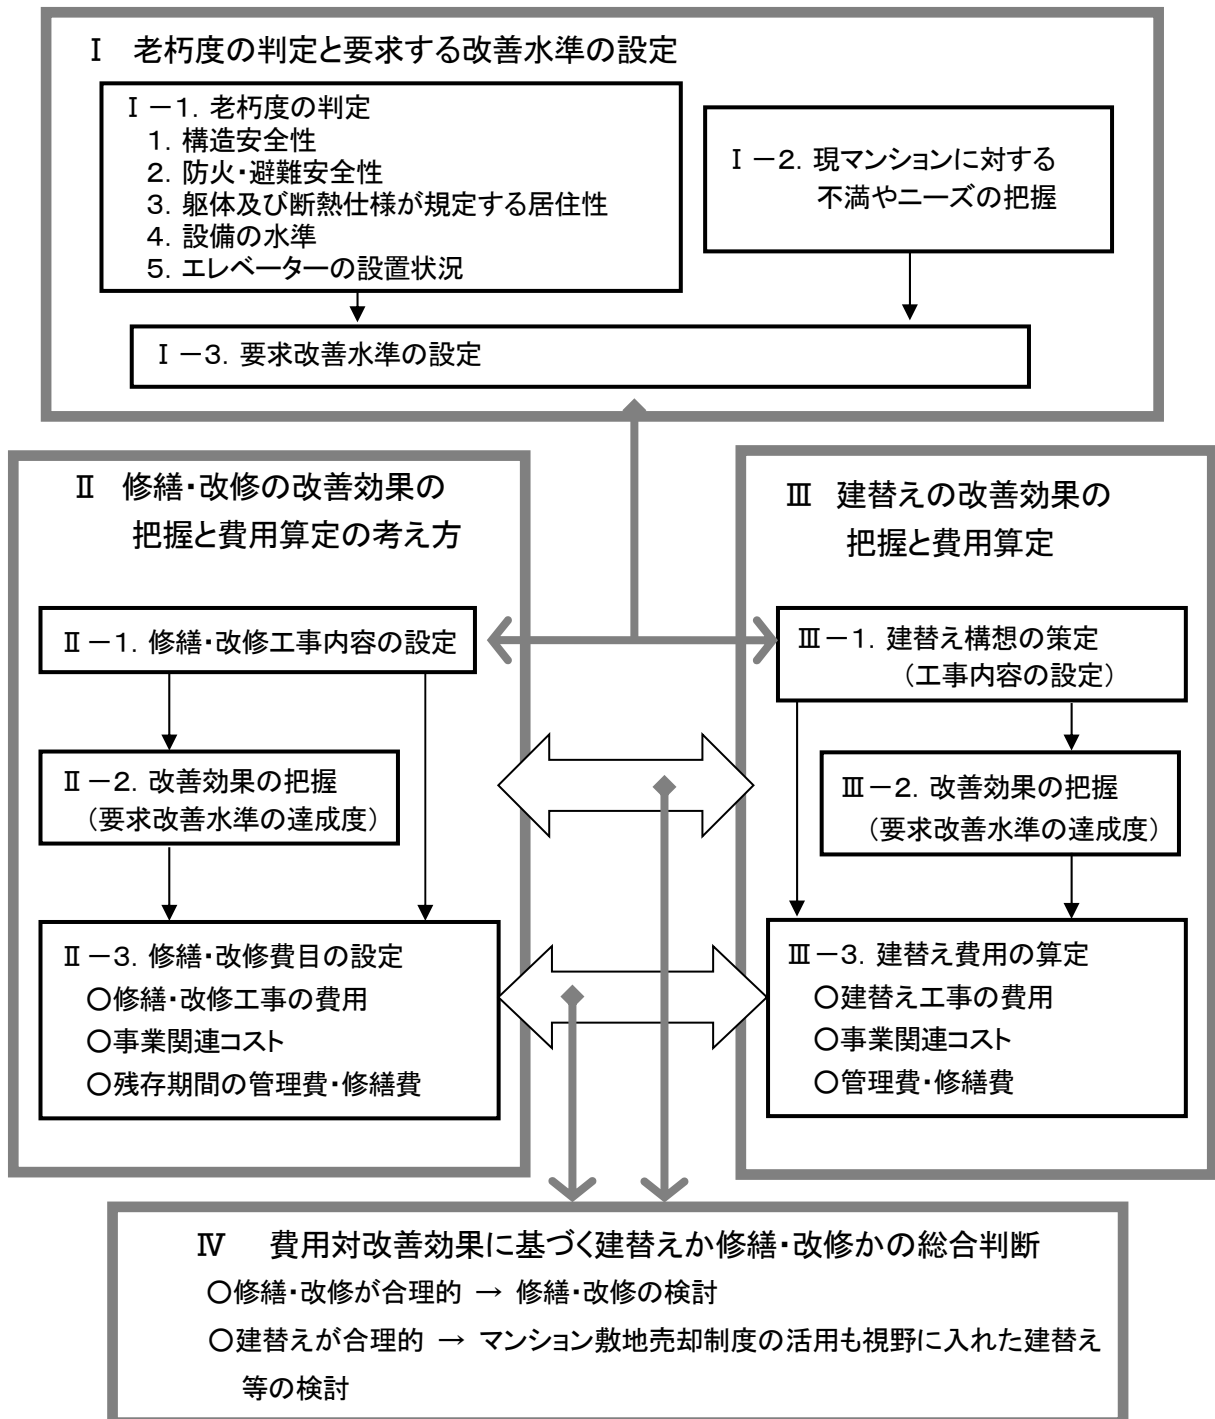 Ⅰ 老朽度の判定と要求する改善水準の設定
Ⅰ－1．老朽度の判定
1．構造安全性
2．防火・避難安全性
3．躯体及び断熱仕様が規定する居住性
4．設備の水準
5．エレベーターの設置状況
Ⅰ－2．現マンションに対する
不満やニーズの把握
Ⅰ－3．要求改善水準の設定
Ⅱ 修繕・改修の改善効果の
把握と費用算定の考え方
Ⅱ－1．修繕・改修工事内容の設定
Ⅱ－2．改善効果の把握
（要求改善水準の達成度）
Ⅱ－3．修繕・改修費目の設定
○修繕・改修工事の費用
○事業関連コスト
○残存期間の管理費・修繕費
Ⅲ 建替えの改善効果の
把握と費用算定
Ⅲ－1．建替え構想の策定
（工事内容の設定）
Ⅲ－2．改善効果の把握
（要求改善水準の達成度）
Ⅲ－3．建替え費用の算定
○建替え工事の費用
○事業関連コスト
○管理費・修繕費
Ⅳ 費用対改善効果に基づく建替えか修繕・改修かの総合判断
○修繕・改修が合理的 → 修繕・改修の検討
○建替えが合理的 → マンション敷地売却制度の活用も視野に入れた建替え
等の検討